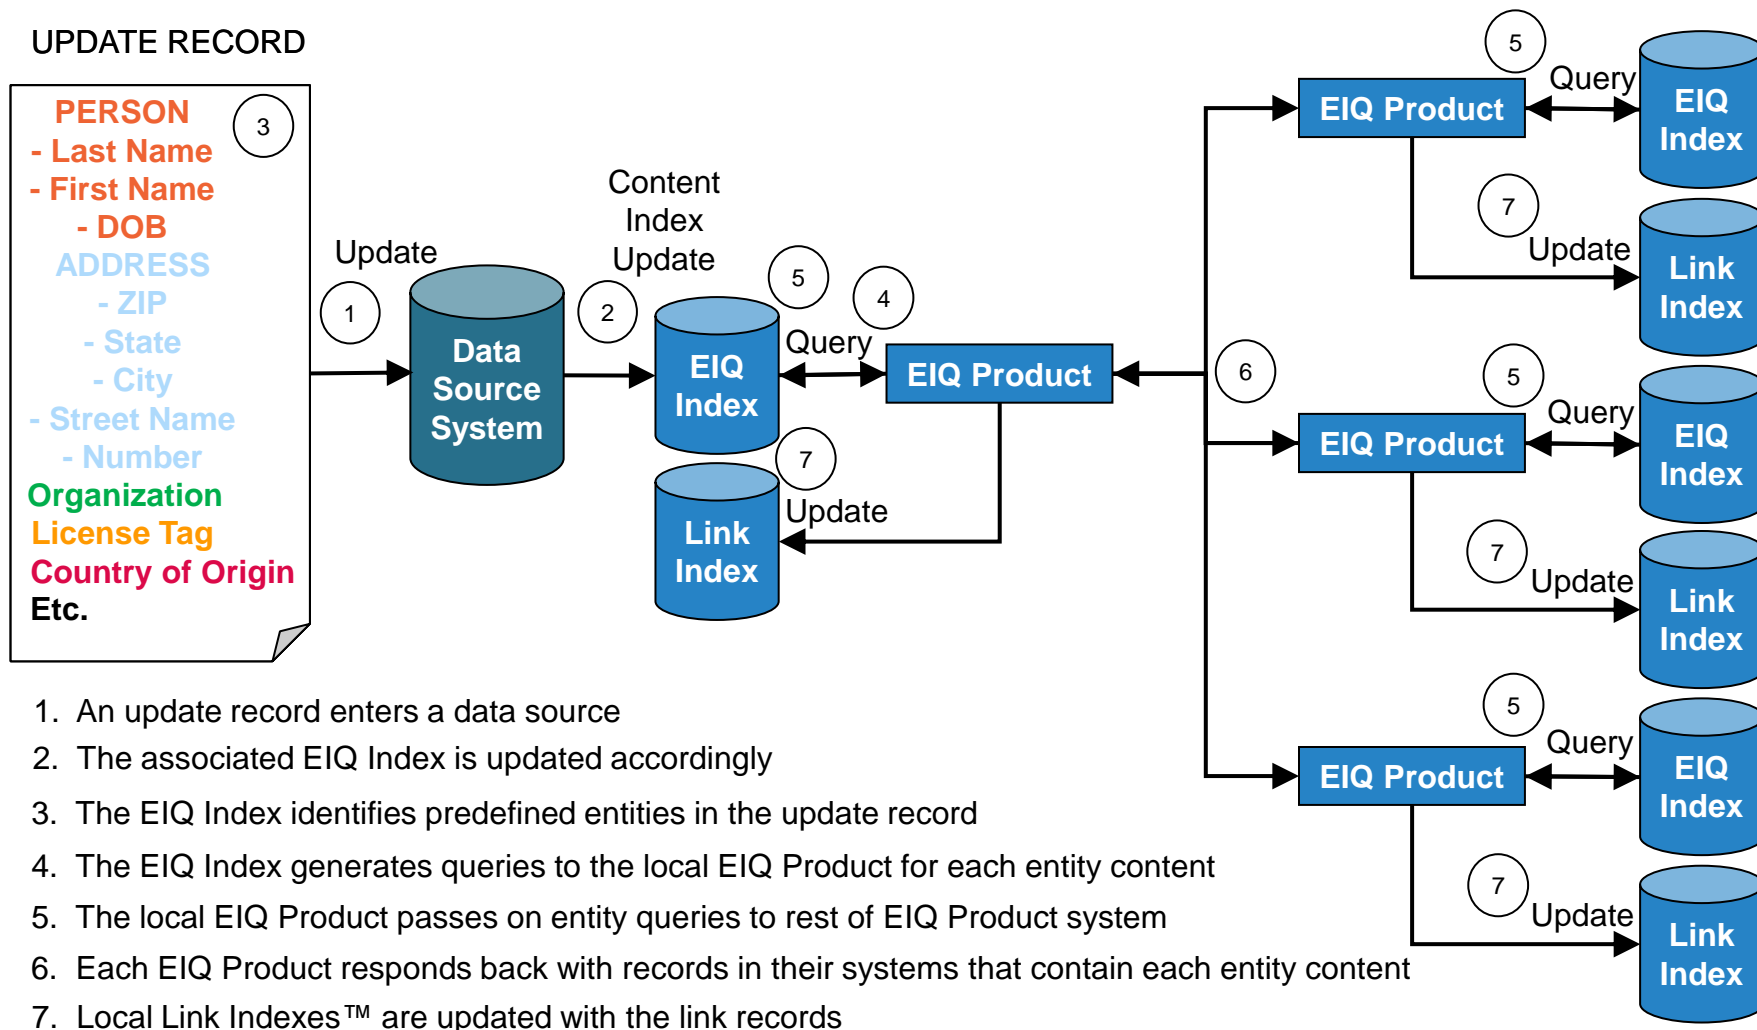 UPDATE RECORD
PERSON
- Last Name
- First Name
- DOB
ADDRESS
- ZIP
- State
- City
- Street Name
- Number
Organization
License Tag
Country of Origin
Etc.
3
Update
1
Data
Source
System
Content
Index
Update
2
5
4
EIQ
Index
Query
EIQ Product
7
Link
Index
Update
6
5
Query
EIQ Product
EIQ
Index
7
Update
Link
Index
5
Query
EIQ Product
EIQ
Index
7
Update
Link
Index
5
Query
EIQ Product
EIQ
Index
7
Update
Link
Index
1. An update record enters a data source
2. The associated EIQ Index is updated accordingly
3. The EIQ Index identifies predefined entities in the update record
4. The EIQ Index generates queries to the local EIQ Product for each entity content
5. The local EIQ Product passes on entity queries to rest of EIQ Product system
6. Each EIQ Product responds back with records in their systems that contain each entity content
7. Local Link Indexes™ are updated with the link records